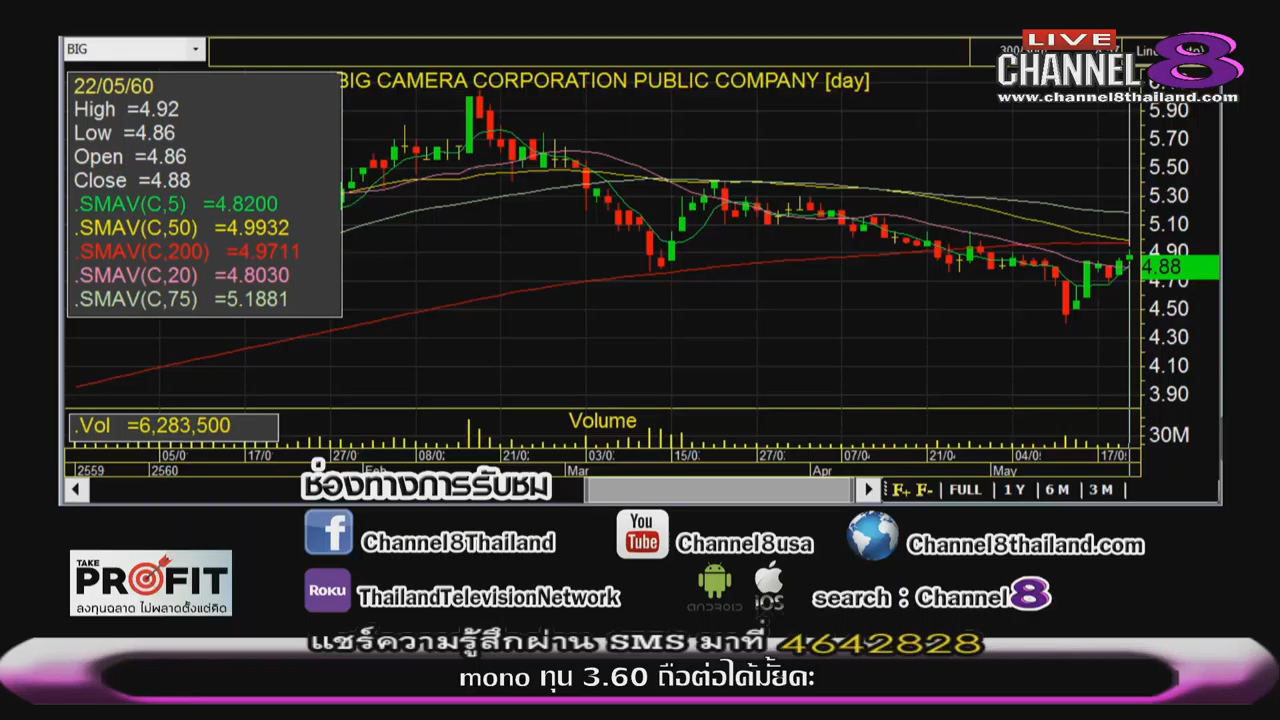 BIG
LIVE
CHANNEL 8
www.channel8thailand.com
BIG CAMERA CORPORATION PUBLIC COMPANY [day]
22/05/60
High =4.92
Low =4.86
Open =4.86
Close =4.88
.SMAV(C,5) =4.8200
.SMAV(C,50) =4.9932
.SMAV(C,200) =4.9711
.SMAV(C,20) =4.8030
.SMAV(C,75) =5.1881
5.90
5.70
5.50
5.30
5.10
4.90
4.88
4.70
4.50
4.30
4.10
3.90
.Vol =6,283,500
Volume
30M
05/0 17/0 27/0 08/0 21/0 03/0 15/0 27/0 07/0 21/0 04/0 17/0
2559 2560 Feb Mar Apr May
F+ F- FULL 1 Y 6 M 3 M
ช่องทางการรับชม
f Channel8Thailand
You Tube Channel8usa
Channel8thailand.com
TAKE PROFIT
ลงทุนฉลาด ไม่พลาดตั้งแต่คิด
ROKU ThailandTelevisionNetwork
ANDROID
iOS
search : Channel 8
แชร์ความรู้สึกผ่าน SMS มาที่ 4642828
mono ทุน 3.60 ถือต่อได้มั้ยคะ